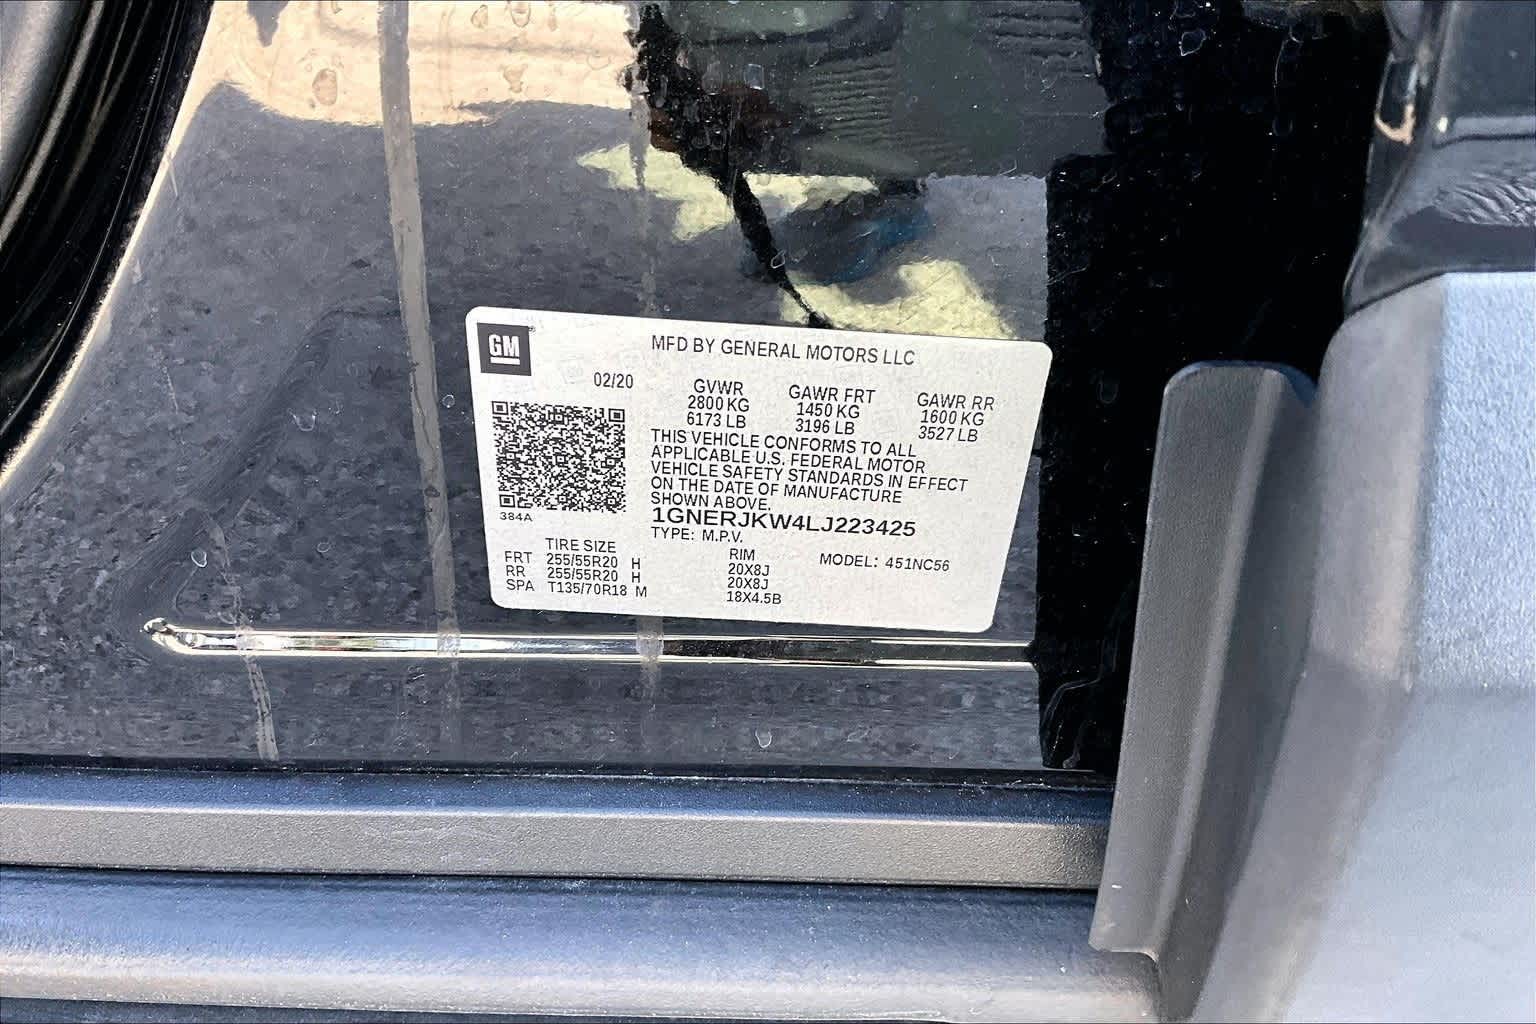 GM
MFD BY GENERAL MOTORS LLC
02/20
GVWR GAWR FRT GAWR RR
2800 KG 1450 KG 1600 KG
6173 LB 3196 LB 3527 LB
THIS VEHICLE CONFORMS TO ALL
APPLICABLE U.S. FEDERAL MOTOR
VEHICLE SAFETY STANDARDS IN EFFECT
ON THE DATE OF MANUFACTURE
SHOWN ABOVE.
384A
1GNERJKW4LJ223425
TYPE: M.P.V.
TIRE SIZE RIM MODEL: 451NC56
FRT 255/55R20 H 20X8J
RR 255/55R20 H 20X8J
SPA T135/70R18 M 18X4.5B